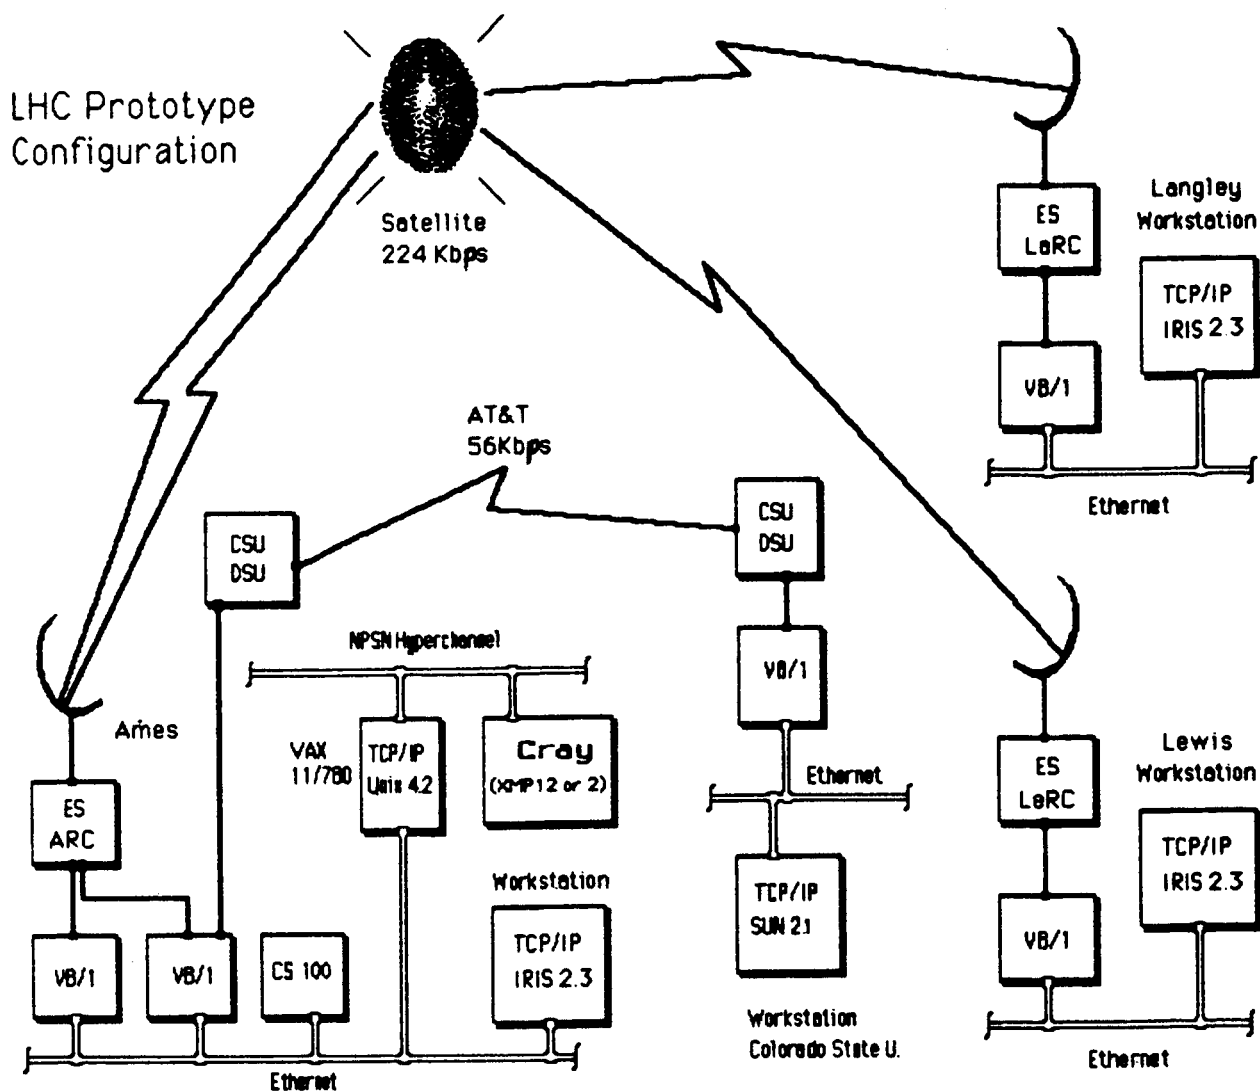 LHC Prototype
Configuration
Satellite
224 Kbps
ES
LaRC
Langley
Workstation
TCP/IP
IRIS 2.3
VB/1
Ethernet
AT&T
56Kbps
CSU
DSU
CSU
DSU
NPSN Hyperchannel
VB/1
Ames
VAX
11/780
TCP/IP
Unix 4.2
Cray
(XMP12 or 2)
Ethernet
ES
LeRC
Lewis
Workstation
ES
ARC
TCP/IP
IRIS 2.3
Workstation
TCP/IP
SUN 2.1
VB/1
VB/1
VB/1
CS 100
TCP/IP
IRIS 2.3
Workstation
Colorado State U.
Ethernet
Ethernet